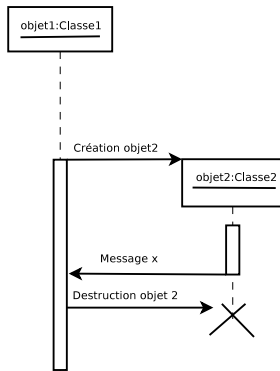 objet1:Classe1
Création objet2
objet2:Classe2
Message x
Destruction objet 2